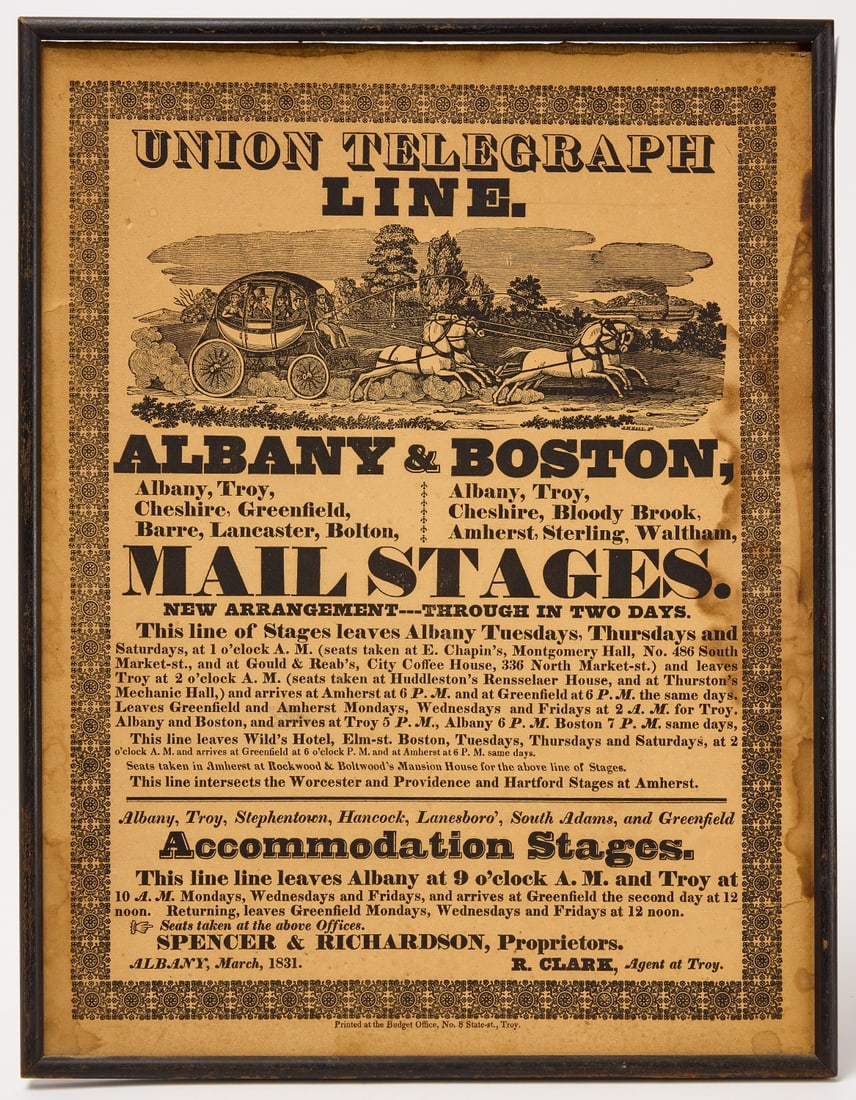 UNION TELEGRAPH
LINE.
ALBANY & BOSTON,
Albany, Troy,
Cheshire, Greenfield,
Barre, Lancaster, Bolton,
Albany, Troy,
Cheshire, Bloody Brook,
Amherst, Sterling, Waltham,
MAIL STAGES.
NEW ARRANGEMENT---THROUGH IN TWO DAYS.
This line of Stages leaves Albany Tuesdays, Thursdays and
Saturdays, at 1 o'clock A. M. (seats taken at E. Chapin's, Montgomery Hall, No. 486 South
Market-st., and at Gould & Reab's, City Coffee House, 336 North Market-st.) and leaves
Troy at 2 o'clock A. M. (seats taken at Huddleston's Rensselaer House, and at Thurston's
Mechanic Hall,) and arrives at Amherst at 6 P. M. and at Greenfield at 6 P. M. the same days.
Leaves Greenfield and Amherst Mondays, Wednesdays and Fridays at 2 A. M. for Troy.
Albany and Boston, and arrives at Troy 5 P. M., Albany 6 P. M. Boston 7 P. M. same days,
This line leaves Wild's Hotel, Elm-st. Boston, Tuesdays, Thursdays and Saturdays, at 2
o'clock A. M. and arrives at Greenfield at 6 o'clock P. M. and at Amherst at 6 P. M. same days.
Seats taken in Amherst at Rockwood & Boltwood's Mansion House for the above line of Stages.
This line intersects the Worcester and Providence and Hartford Stages at Amherst.
Albany, Troy, Stephentown, Hancock, Lanesboro', South Adams, and Greenfield
Accommodation Stages.
This line line leaves Albany at 9 o'clock A. M. and Troy at
10 A. M. Mondays, Wednesdays and Fridays, and arrives at Greenfield the second day at 12
noon. Returning, leaves Greenfield Mondays, Wednesdays and Fridays at 12 noon.
☞ Seats taken at the above Offices.
SPENCER & RICHARDSON, Proprietors.
ALBANY, March, 1831.
R. CLARK, Agent at Troy.
Printed at the Budget Office, No. 8 State-st., Troy.